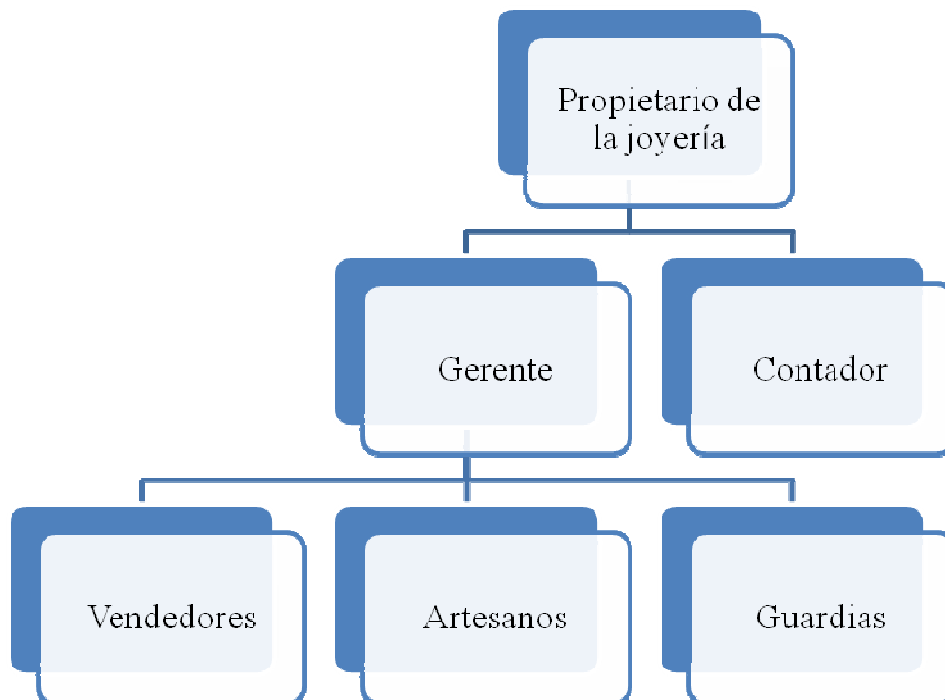 Propietario de
la joyería
Gerente
Contador
Vendedores
Artesanos
Guardias